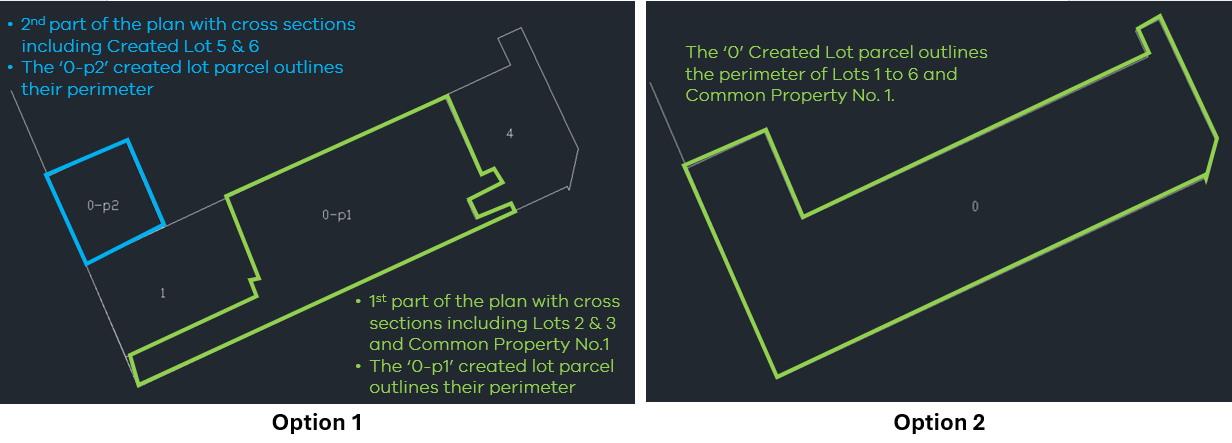 • 2nd part of the plan with cross sections
including Created Lot 5 & 6
• The '0-p2' created lot parcel outlines
their perimeter
4
0-p2
0-p1
1
• 1st part of the plan with cross
sections including Lots 2 & 3
and Common Property No.1
• The '0-p1' created lot parcel
outlines their perimeter
Option 1
The '0' Created Lot parcel outlines
the perimeter of Lots 1 to 6 and
Common Property No. 1.
0
Option 2